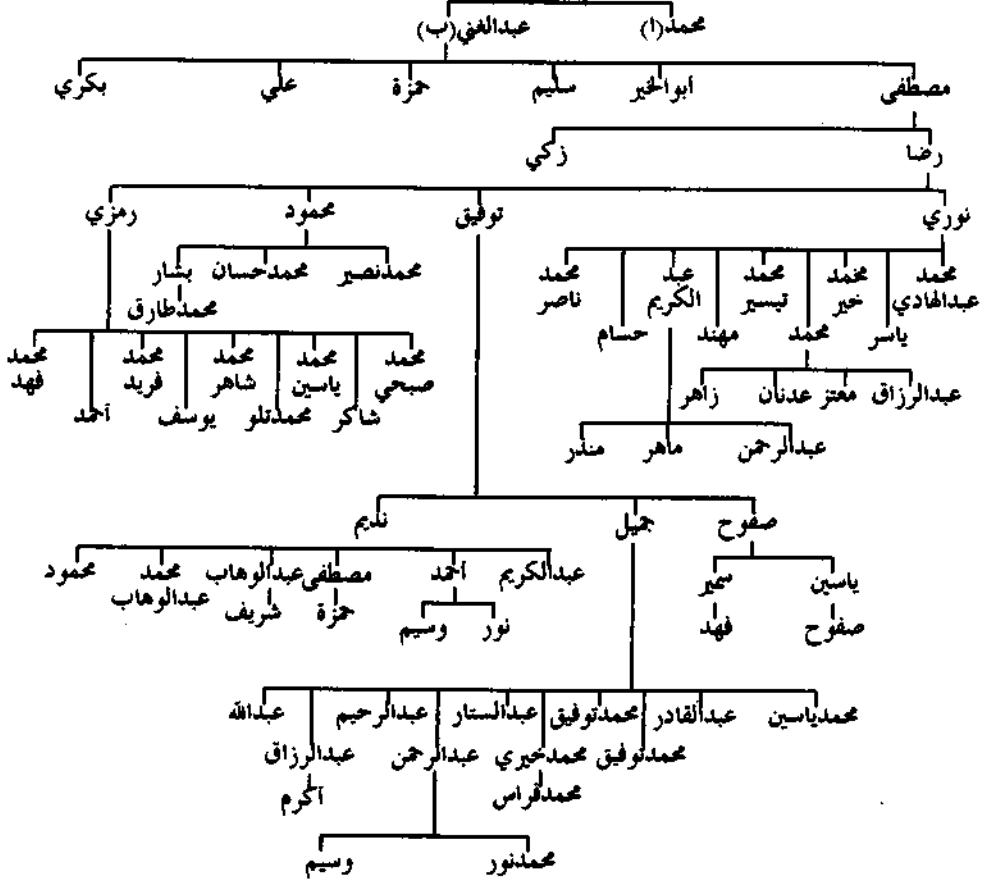 محمد (ا) عبدالغني (ب)
مصطفى ابوالخير سليم حمزة علي بكري
رضا زكي
نوري توفيق محمود رمزي
محمد عبدالهادي ياسر محمد خير محمد محمد تيسير مهند عبد الكريم حسام محمد ناصر
محمدنصير محمدحسان بشار
محمدطارق
عبدالرزاق معتز عدنان زاهر
محمد صبحي شاكر محمد ياسين محمدتلو محمد شاهر يوسف محمد فريد احمد محمد فهد
عبدالرحمن ماهر منذر
صفوح جميل نديم
ياسين سمير
صفوح فهد
عبدالكريم احمد مصطفى عبدالوهاب محمد عبدالوهاب محمود
حمزة شريف
نور وسيم
محمدياسين عبدالقادر محمدتوفيق محمدتوفيق محمدخيري عبدالستار عبدالرحمن عبدالرحيم عبدالرزاق عبدالله
محمدفراس اكرم
محمدنور وسيم